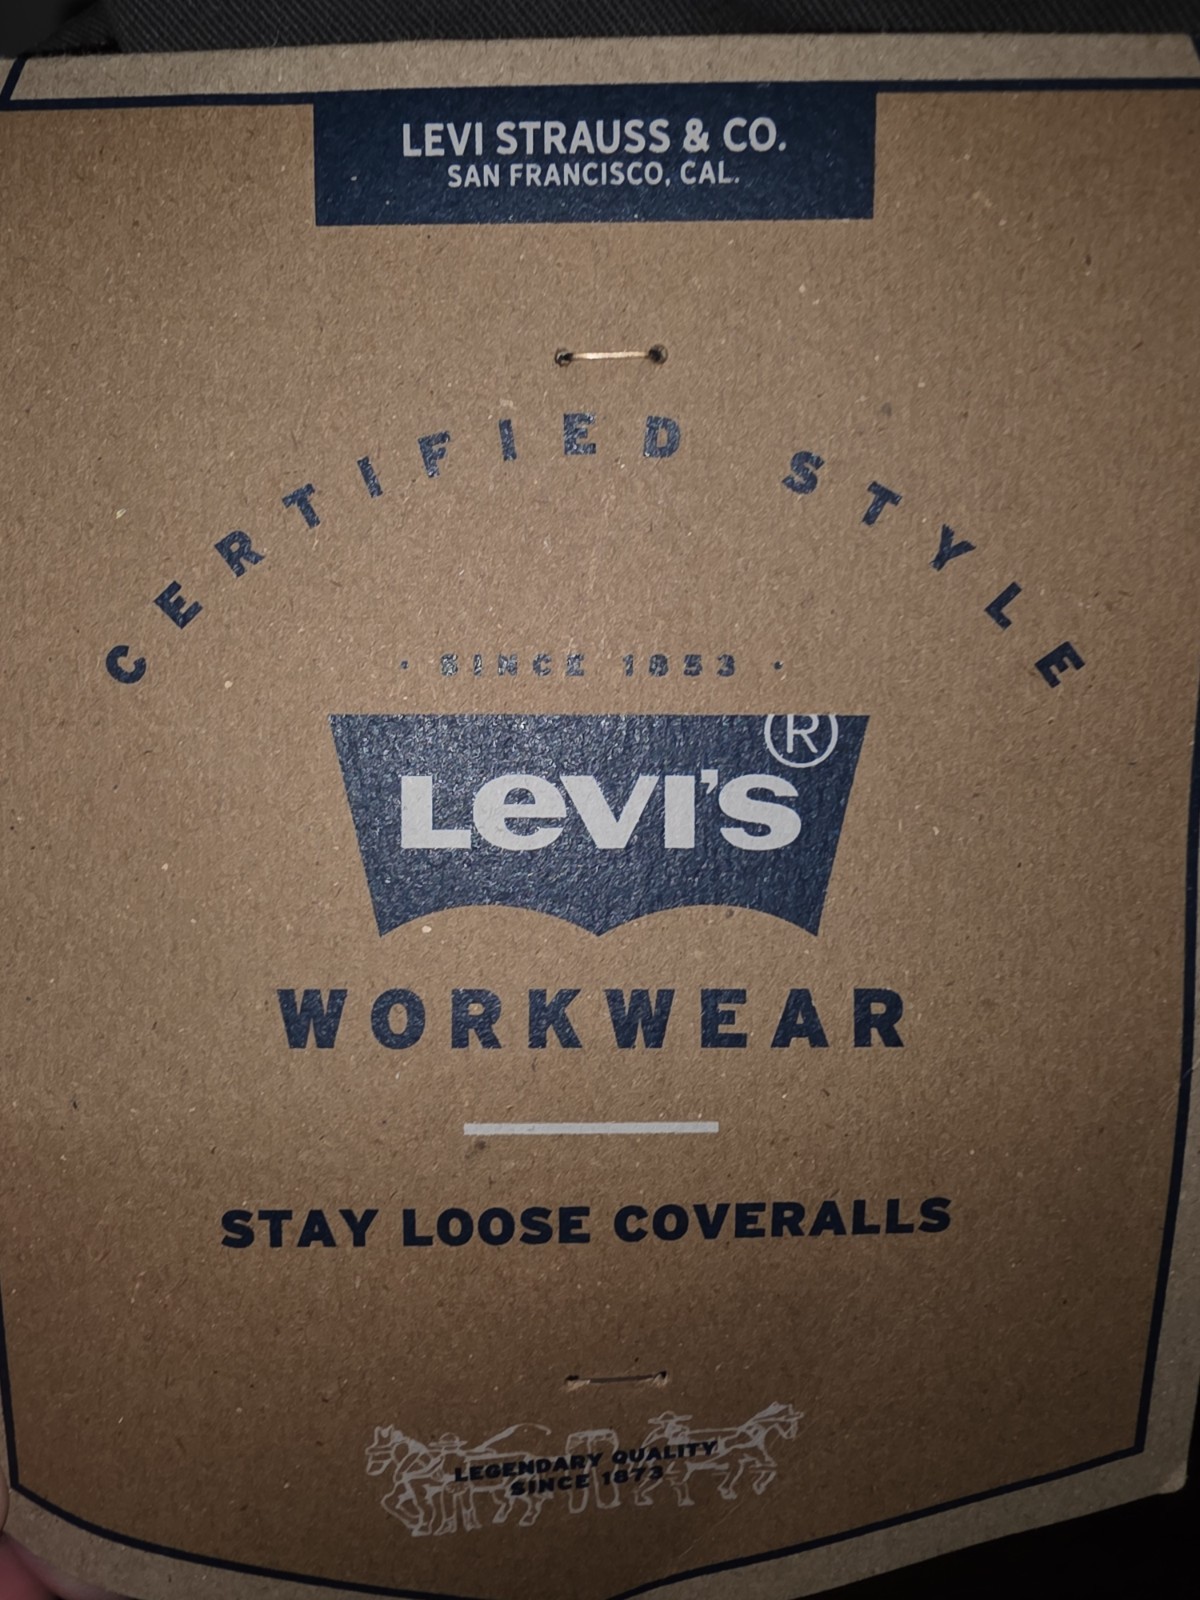 LEVI STRAUSS & CO.
SAN FRANCISCO, CAL.
CERTIFIED STYLE
· SINCE 1853 ·
LEVI'S®
WORKWEAR
STAY LOOSE COVERALLS
LEGENDARY QUALITY
SINCE 1873